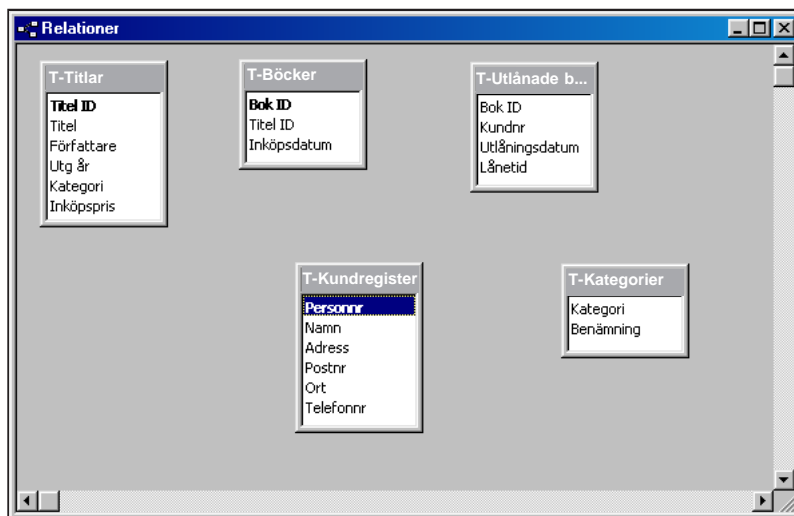 Relationer
T-Titlar
Titel ID
Titel
Författare
Utg år
Kategori
Inköpspris
T-Böcker
Bok ID
Titel ID
Inköpsdatum
T-Utlånade b...
Bok ID
Kundnr
Utlåningsdatum
Lånetid
T-Kundregister
Personnr
Namn
Adress
Postnr
Ort
Telefonnr
T-Kategorier
Kategori
Benämning